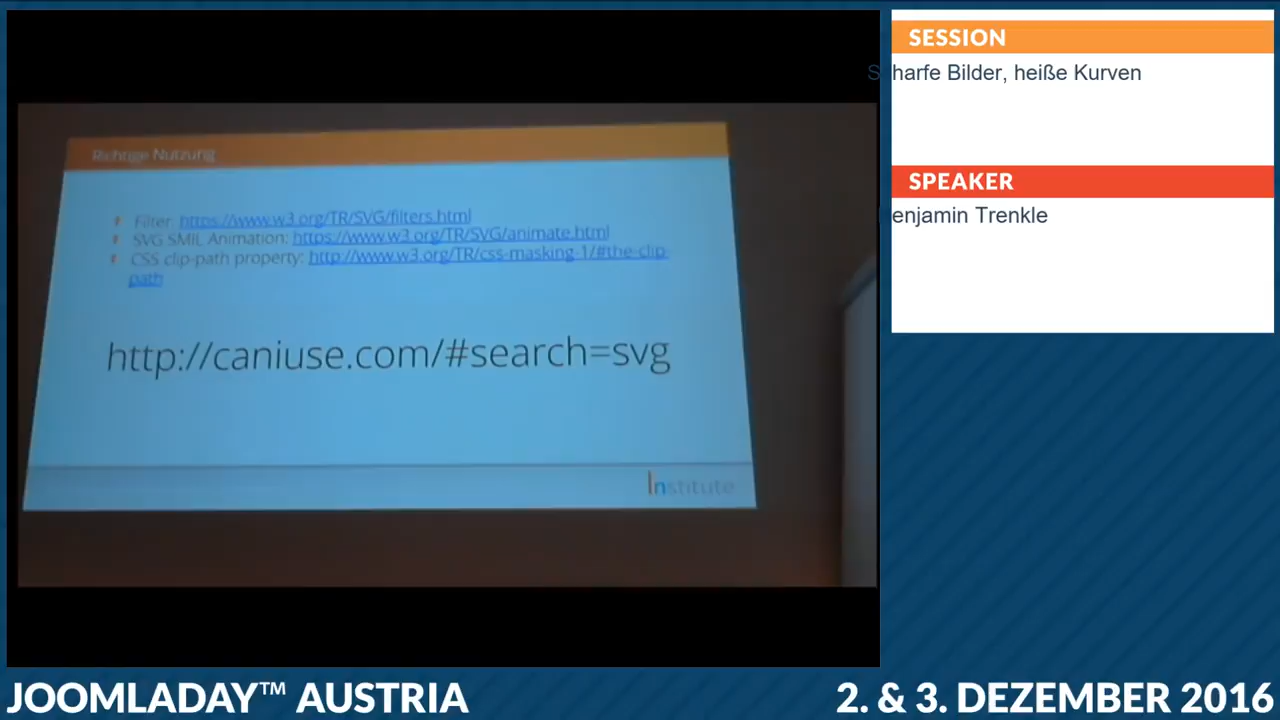 SESSION
Scharfe Bilder, heiße Kurven
SPEAKER
Benjamin Trenkle
Richtige Nutzung
Filter: https://www.w3.org/TR/SVG/filters.html
SVG SMIL Animation: https://www.w3.org/TR/SVG/animate.html
CSS clip-path property: http://www.w3.org/TR/css-masking-1/#the-clip-
path
http://caniuse.com/#search=svg
Institute
JOOMLADAY™ AUSTRIA
2. & 3. DEZEMBER 2016